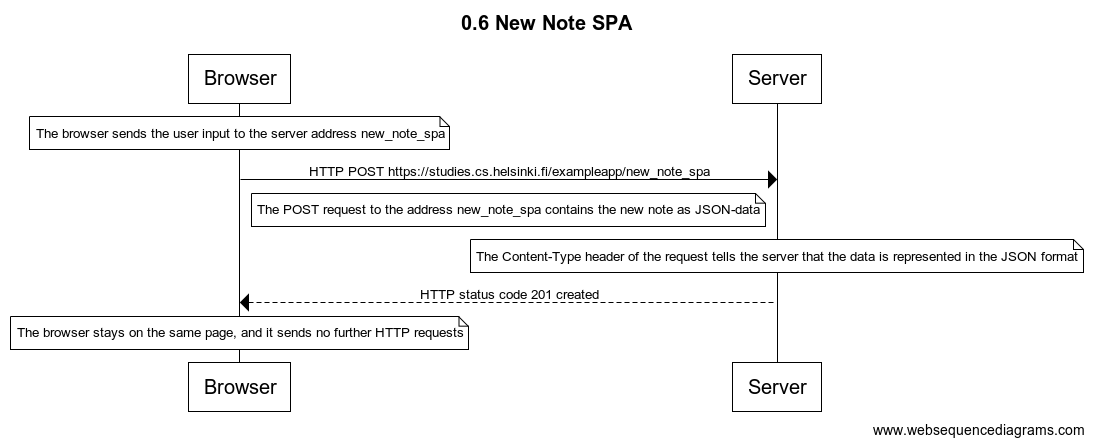 0.6 New Note SPA
Browser
Server
The browser sends the user input to the server address new_note_spa
HTTP POST https://studies.cs.helsinki.fi/exampleapp/new_note_spa
The POST request to the address new_note_spa contains the new note as JSON-data
The Content-Type header of the request tells the server that the data is represented in the JSON format
HTTP status code 201 created
The browser stays on the same page, and it sends no further HTTP requests
Browser
Server
www.websequencediagrams.com